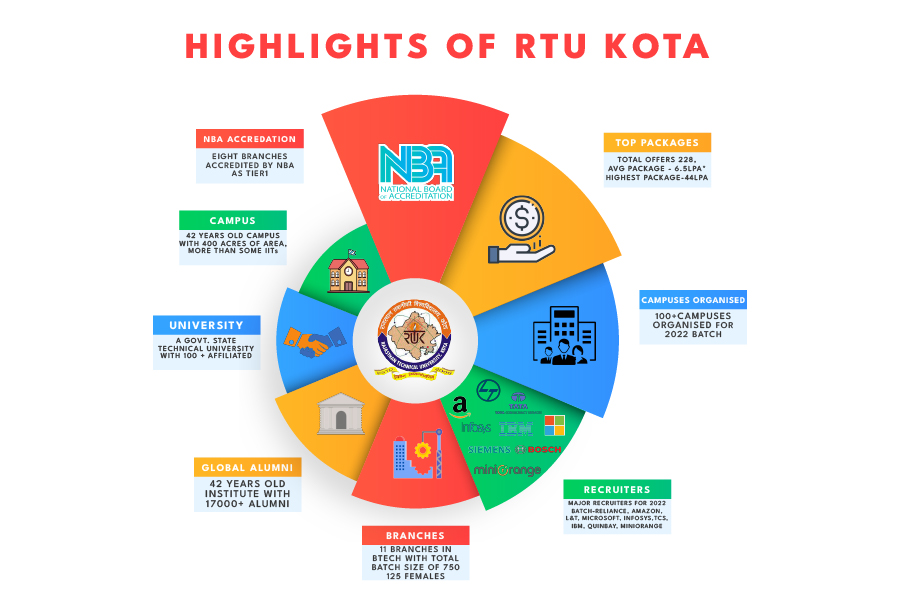 HIGHLIGHTS OF RTU KOTA
NBA ACCREDATION
EIGHT BRANCHES
ACCREDITED BY NBA
AS TIER1
CAMPUS
42 YEARS OLD CAMPUS
WITH 400 ACRES OF AREA,
MORE THAN SOME IITs
UNIVERSITY
A GOVT. STATE
TECHNICAL UNIVERSITY
WITH 100 + AFFILIATED
GLOBAL ALUMNI
42 YEARS OLD
INSTITUTE WITH
17000+ ALUMNI
BRANCHES
11 BRANCHES IN
BTECH WITH TOTAL
BATCH SIZE OF 750
125 FEMALES
RECRUITERS
MAJOR RECRUITERS FOR 2022
BATCH-RELIANCE, AMAZON,
L&T, MICROSOFT, INFOSYS,TCS,
IBM, QUINBAY, MINIORANGE
CAMPUSES ORGANISED
100+CAMPUSES
ORGANISED FOR
2022 BATCH
TOP PACKAGES
TOTAL OFFERS 228,
AVG PACKAGE - 6.5LPA*
HIGHEST PACKAGE-44LPA
NBA
NATIONAL BOARD
OF ACCREDITATION
$
RTU
RAJASTHAN TECHNICAL UNIVERSITY, KOTA
a
TATA
Infosys
IBM
SIEMENS
BOSCH
miniOrange